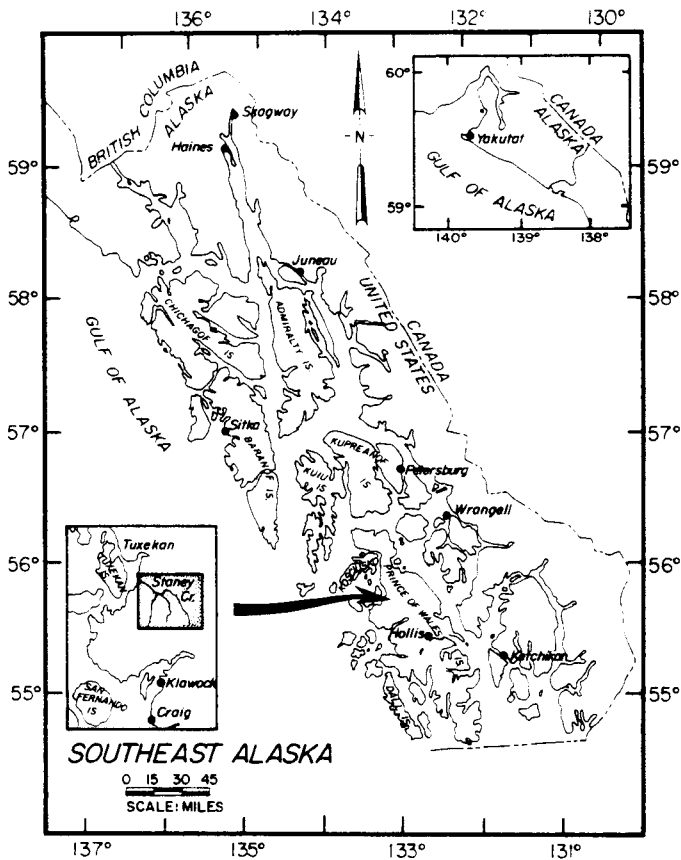 136° 134° 132° 130°
BRITISH COLUMBIA
ALASKA
Skagway
Haines
N
60°
CANADA
ALASKA
Yakutat
GULF OF ALASKA
59°
140° 139° 138°
59° 59°
Juneau
58° 58°
CHICHAGOF IS
ADMIRALTY IS
CANADA
UNITED STATES
GULF OF ALASKA
57° 57°
Sitka
BARANOF IS.
KUPREANOF IS
KUIU IS
Petersburg
Wrangell
56° 56°
Tuxekan
TUXEKAN IS.
Staney
Cr.
PRINCE OF WALES IS
Hollis
Ketchikan
55° 55°
Klawock
SAN
FERNANDO
IS
Craig
DALL IS
SOUTHEAST ALASKA
0 15 30 45
SCALE: MILES
137° 135° 133° 131°